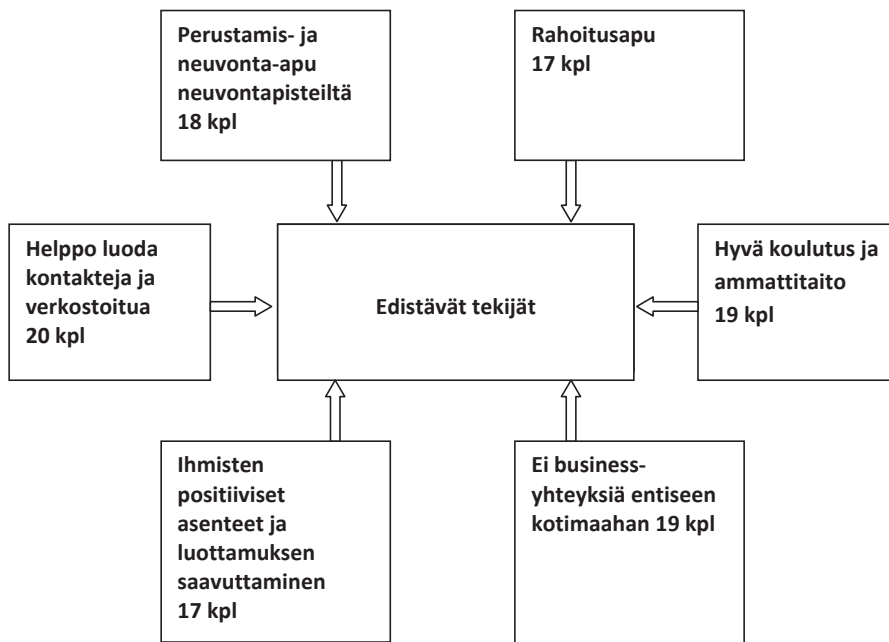 Perustamis- ja
neuvonta-apu
neuvontapisteiltä
18 kpl
Rahoitusapu
17 kpl
Helppo luoda
kontakteja ja
verkostoitua
20 kpl
Edistävät tekijät
Hyvä koulutus ja
ammattitaito
19 kpl
Ihmisten
positiiviset
asenteet ja
luottamuksen
saavuttaminen
17 kpl
Ei business-
yhteyksiä entiseen
kotimaahan 19 kpl